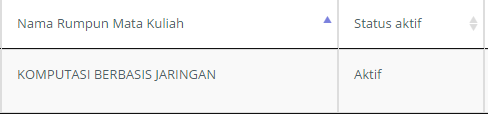 Nama Rumpun Mata Kuliah Status aktif
KOMPUTASI BERBASIS JARINGAN Aktif